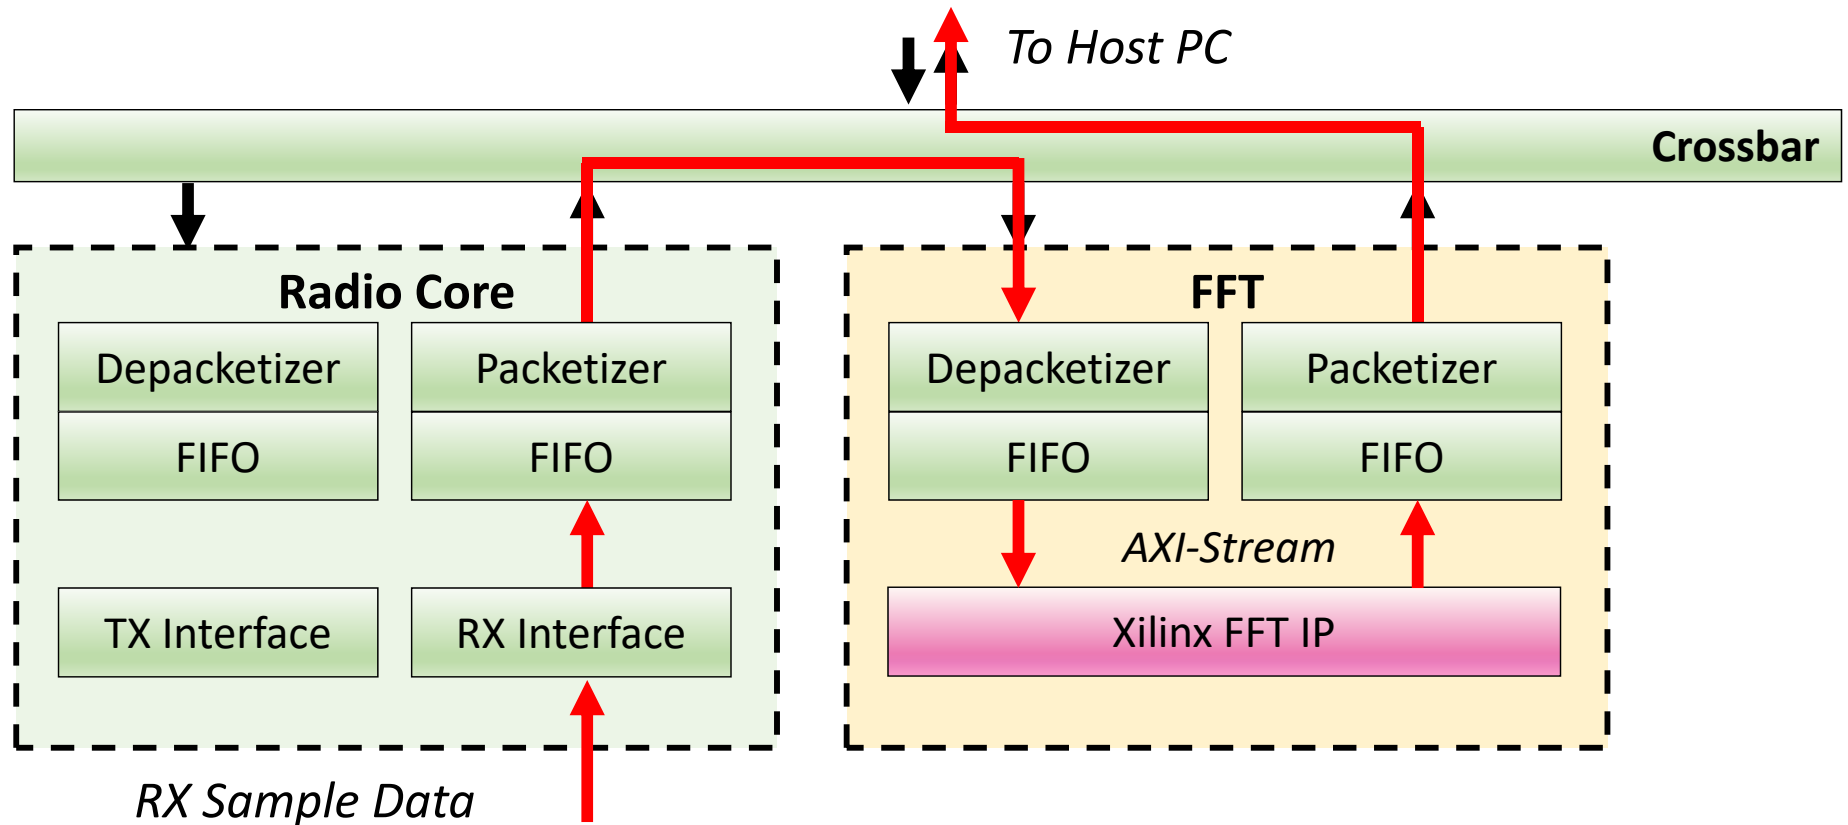 To Host PC
Crossbar
Radio Core
Depacketizer
Packetizer
FIFO
FIFO
TX Interface
RX Interface
RX Sample Data
FFT
Depacketizer
Packetizer
FIFO
FIFO
AXI-Stream
Xilinx FFT IP